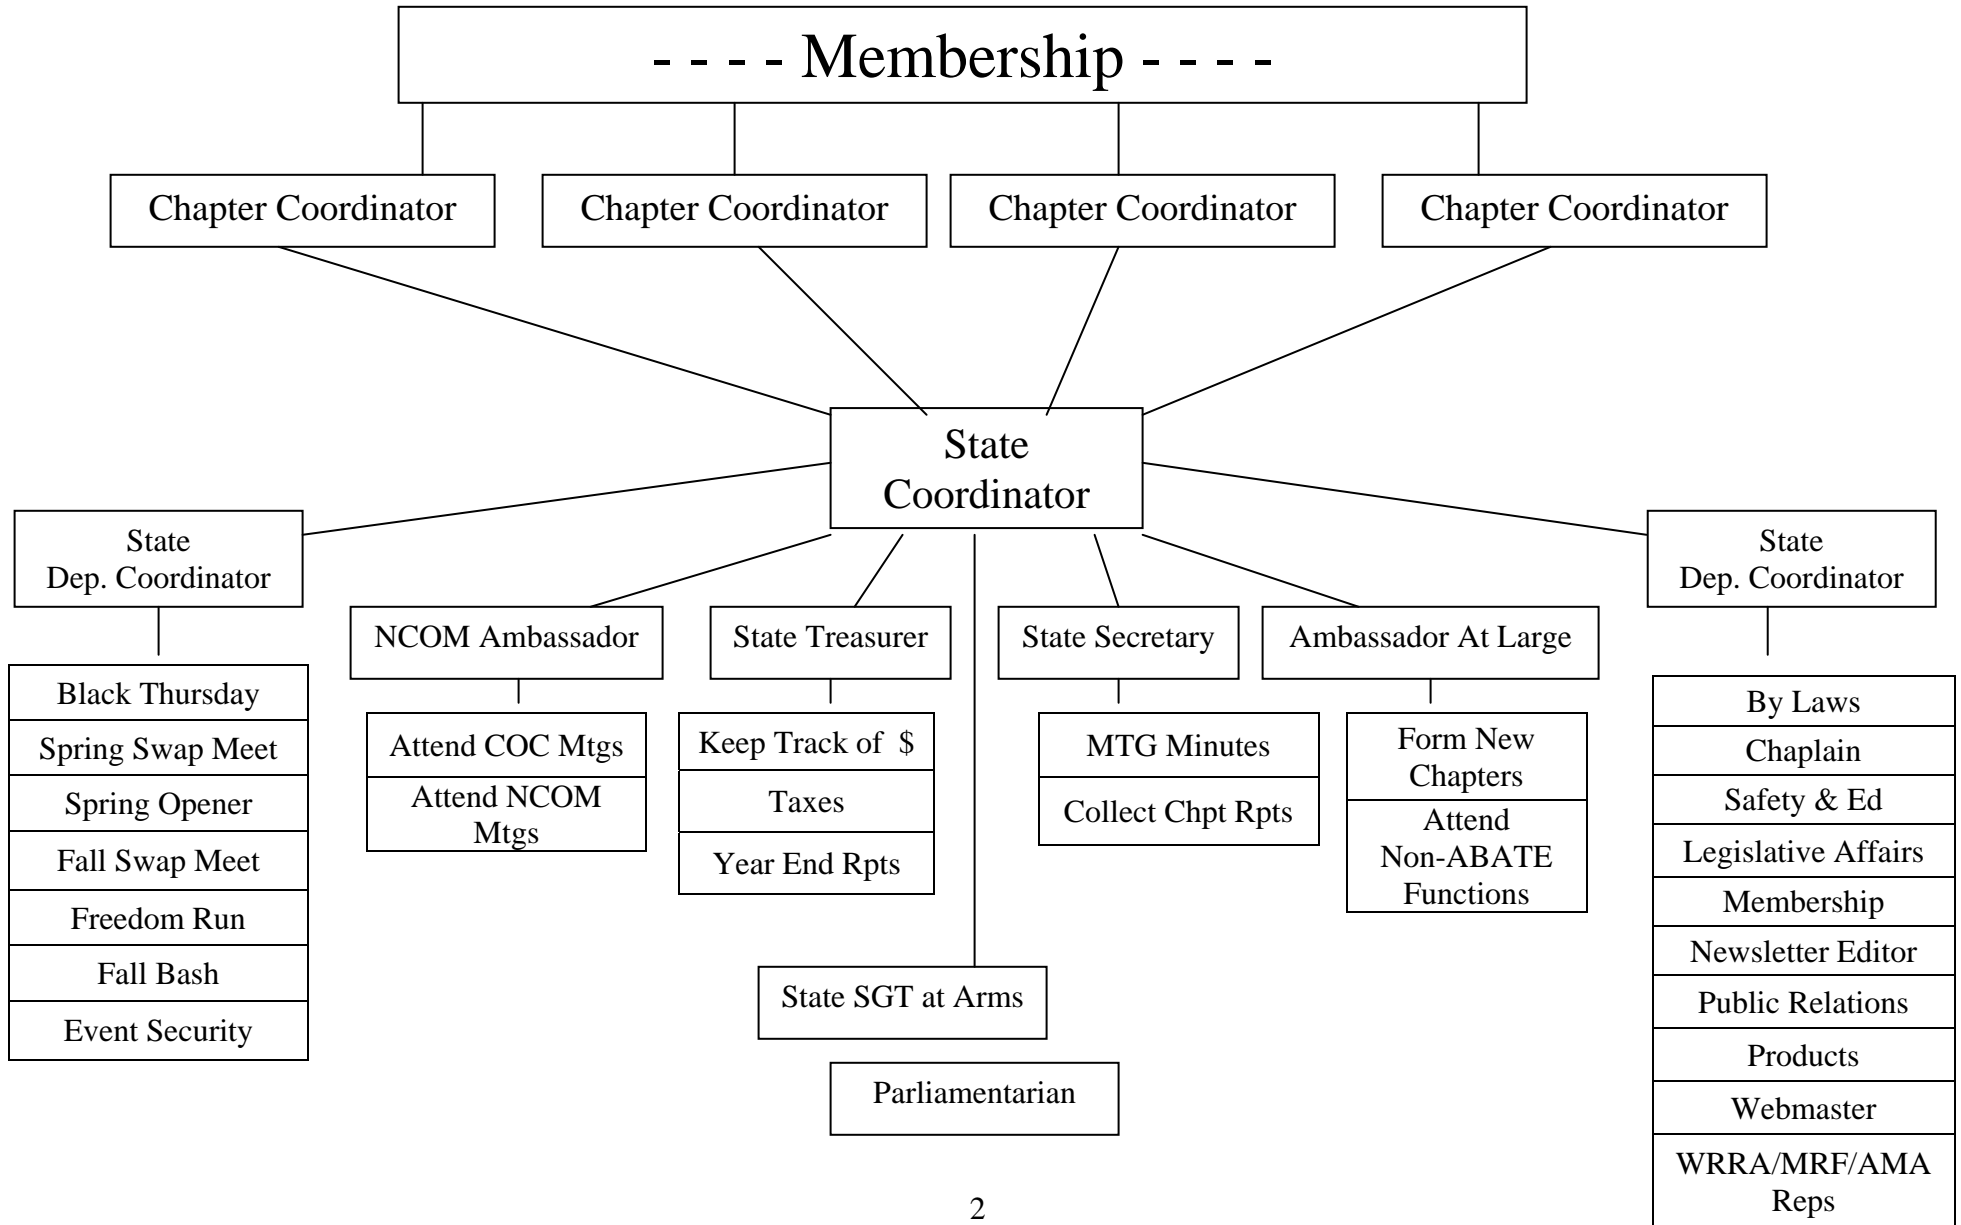 - - - - Membership - - - -
Chapter Coordinator
Chapter Coordinator
Chapter Coordinator
Chapter Coordinator
State
Coordinator
State
Dep. Coordinator
Black Thursday
Spring Swap Meet
Spring Opener
Fall Swap Meet
Freedom Run
Fall Bash
Event Security
NCOM Ambassador
Attend COC Mtgs
Attend NCOM
Mtgs
State Treasurer
Keep Track of $
Taxes
Year End Rpts
State Secretary
MTG Minutes
Collect Chpt Rpts
Ambassador At Large
Form New
Chapters
Attend
Non-ABATE
Functions
State
Dep. Coordinator
By Laws
Chaplain
Safety & Ed
Legislative Affairs
Membership
Newsletter Editor
Public Relations
Products
Webmaster
WRRA/MRF/AMA
Reps
State SGT at Arms
Parliamentarian
2